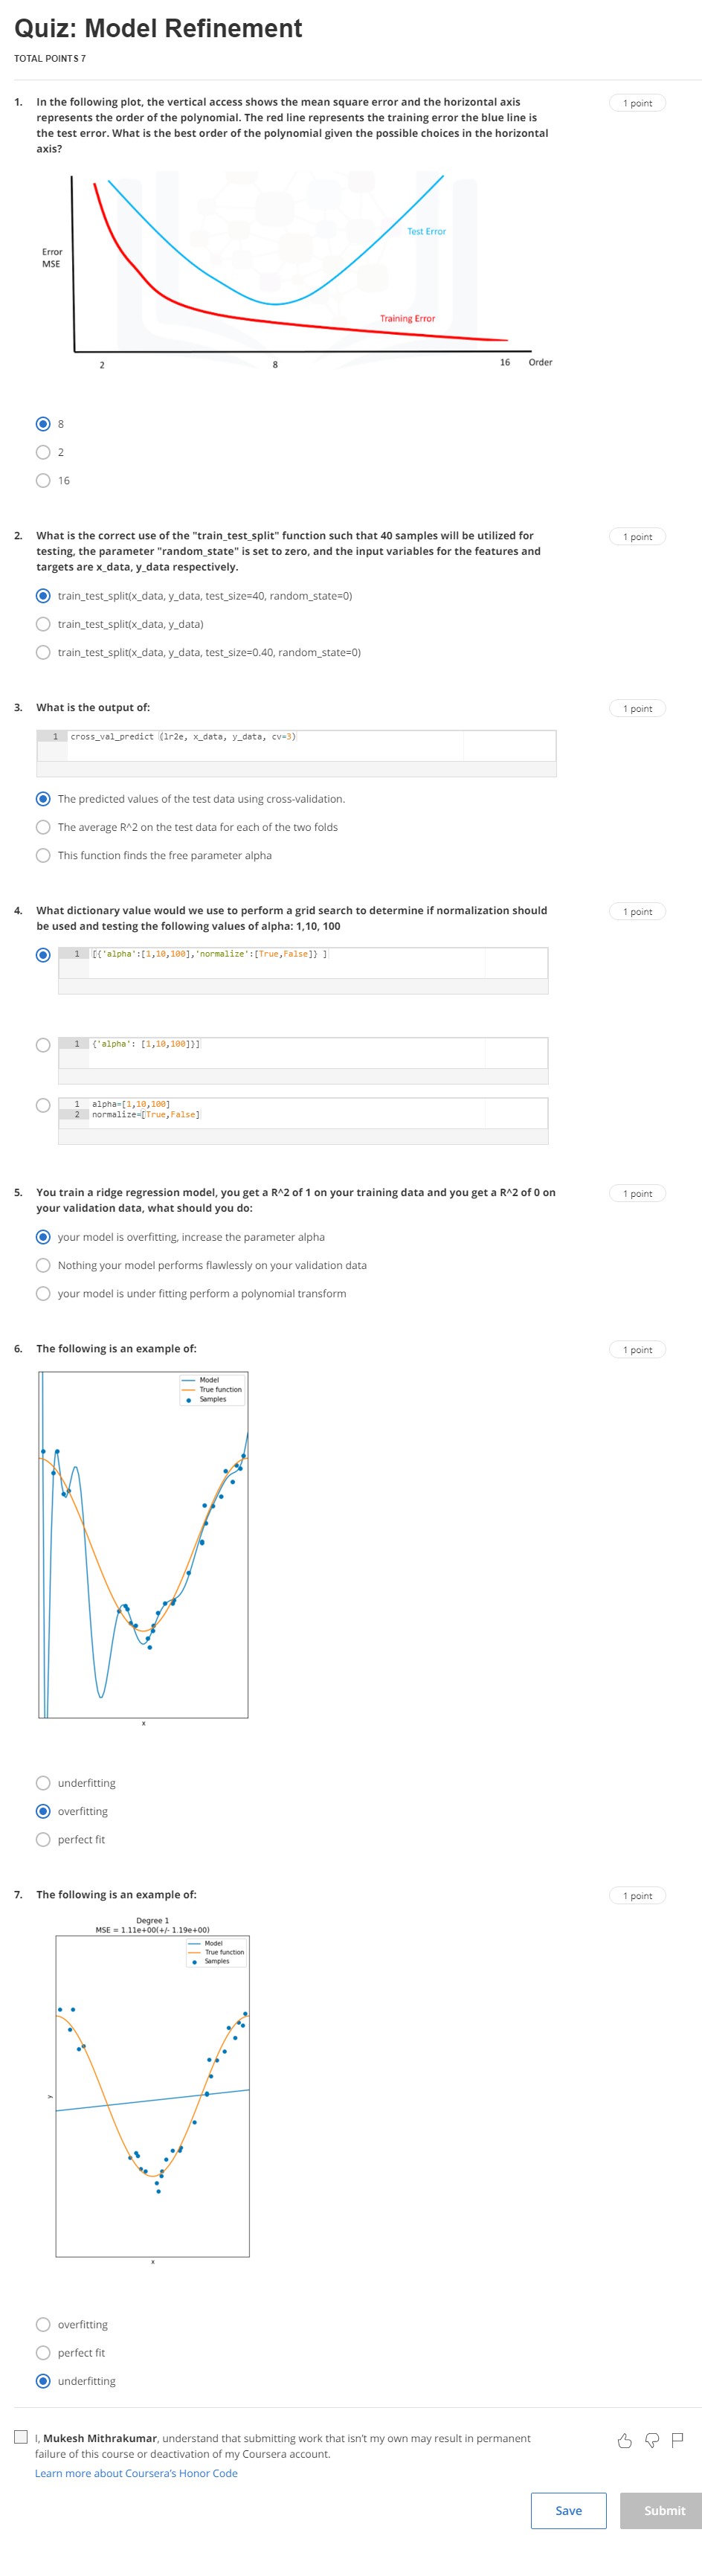 Quiz: Model Refinement
TOTAL POINTS 7
1. In the following plot, the vertical access shows the mean square error and the horizontal axis
represents the order of the polynomial. The red line represents the training error the blue line is
the test error. What is the best order of the polynomial given the possible choices in the horizontal
axis?
1 point
Error
MSE
Test Error
Training Error
2
8
16
Order
8
2
16
2. What is the correct use of the "train_test_split" function such that 40 samples will be utilized for
testing, the parameter "random_state" is set to zero, and the input variables for the features and
targets are x_data, y_data respectively.
1 point
train_test_split(x_data, y_data, test_size=40, random_state=0)
train_test_split(x_data, y_data)
train_test_split(x_data, y_data, test_size=0.40, random_state=0)
3. What is the output of:
1 point
1 cross_val_predict (lr2e, x_data, y_data, cv=3)
The predicted values of the test data using cross-validation.
The average R^2 on the test data for each of the two folds
This function finds the free parameter alpha
4. What dictionary value would we use to perform a grid search to determine if normalization should
be used and testing the following values of alpha: 1,10, 100
1 point
1 [{'alpha':[1,10,100],'normalize':[True,False]} ]
1 {'alpha': [1,10,100]}]
1 alpha=[1,10,100]
2 normalize=[True,False]
5. You train a ridge regression model, you get a R^2 of 1 on your training data and you get a R^2 of 0 on
your validation data, what should you do:
1 point
your model is overfitting, increase the parameter alpha
Nothing your model performs flawlessly on your validation data
your model is under fitting perform a polynomial transform
6. The following is an example of:
1 point
Model
True function
Samples
x
underfitting
overfitting
perfect fit
7. The following is an example of:
1 point
Degree 1
MSE = 1.11e+00(+/- 1.19e+00)
Model
True function
Samples
y
x
overfitting
perfect fit
underfitting
I, Mukesh Mithrakumar, understand that submitting work that isn't my own may result in permanent
failure of this course or deactivation of my Coursera account.
Learn more about Coursera's Honor Code
Save
Submit